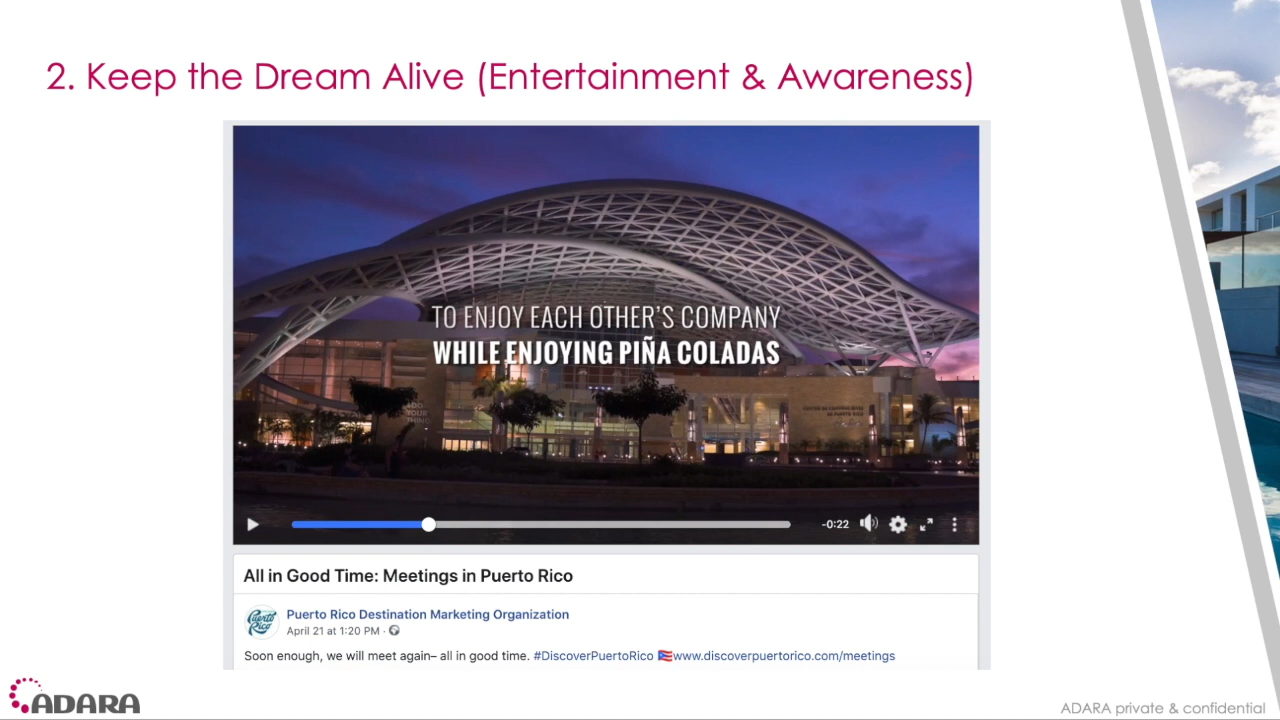 2. Keep the Dream Alive (Entertainment & Awareness)
TO ENJOY EACH OTHER'S COMPANY
WHILE ENJOYING PIÑA COLADAS
-0:22
All in Good Time: Meetings in Puerto Rico
Puerto Rico
Puerto Rico Destination Marketing Organization
April 21 at 1:20 PM ·
Soon enough, we will meet again– all in good time. #DiscoverPuertoRico 🇵🇷www.discoverpuertorico.com/meetings
ADARA
ADARA private & confidential